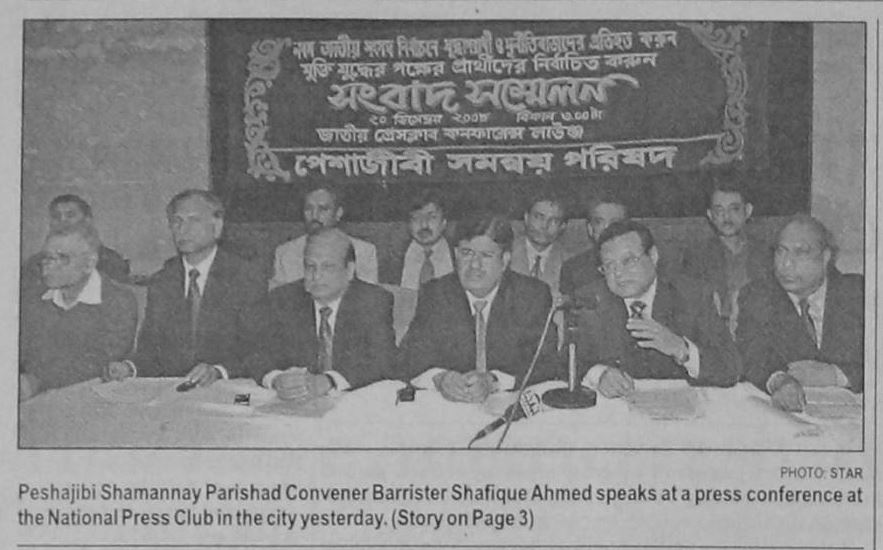 নবম জাতীয় সংসদ নির্বাচনে যুদ্ধাপরাধী ও দুর্নীতিবাজদের প্রতিহত করুন
মুক্তি যুদ্ধের পক্ষের প্রার্থীদের নির্বাচিত করুন
সংবাদ সম্মেলন
২০ ডিসেম্বর ২০০৮ বিকাল ৩.০০টা
জাতীয় প্রেসক্লাব কনফারেন্স লাউঞ্জ
পেশাজীবী সমন্বয় পরিষদ
PHOTO: STAR
Peshajibi Shamannay Parishad Convener Barrister Shafique Ahmed speaks at a press conference at
the National Press Club in the city yesterday. (Story on Page 3)